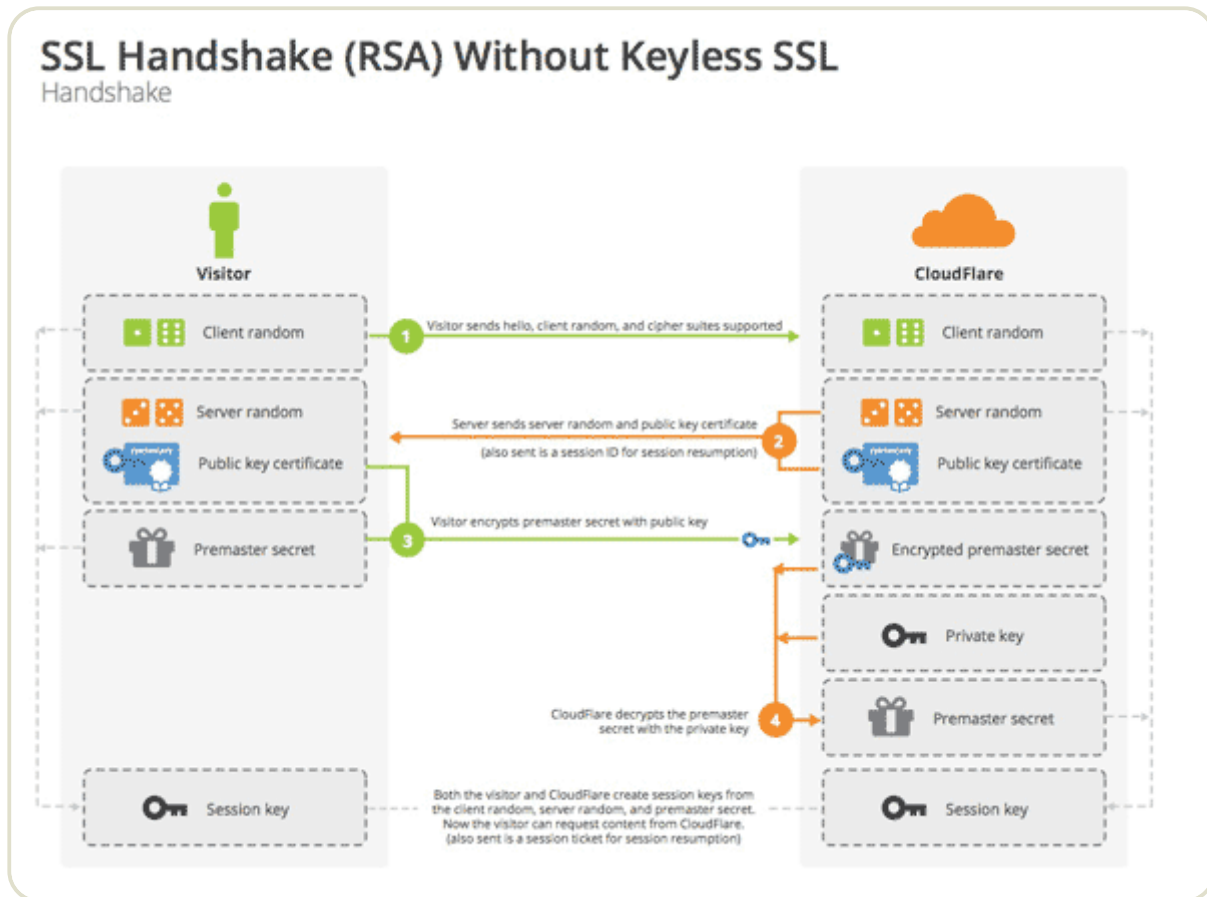 SSL Handshake (RSA) Without Keyless SSL
Handshake
Visitor
CloudFlare
Client random
1
Visitor sends hello, client random, and cipher suites supported
Client random
Server random
Public key certificate
Server sends server random and public key certificate
(also sent is a session ID for session resumption)
2
Server random
Public key certificate
Premaster secret
3
Visitor encrypts premaster secret with public key
Encrypted premaster secret
Private key
CloudFlare decrypts the premaster
secret with the private key
4
Premaster secret
Session key
Both the visitor and CloudFlare create session keys from
the client random, server random, and premaster secret.
Now the visitor can request content from CloudFlare.
(also sent is a session ticket for session resumption)
Session key